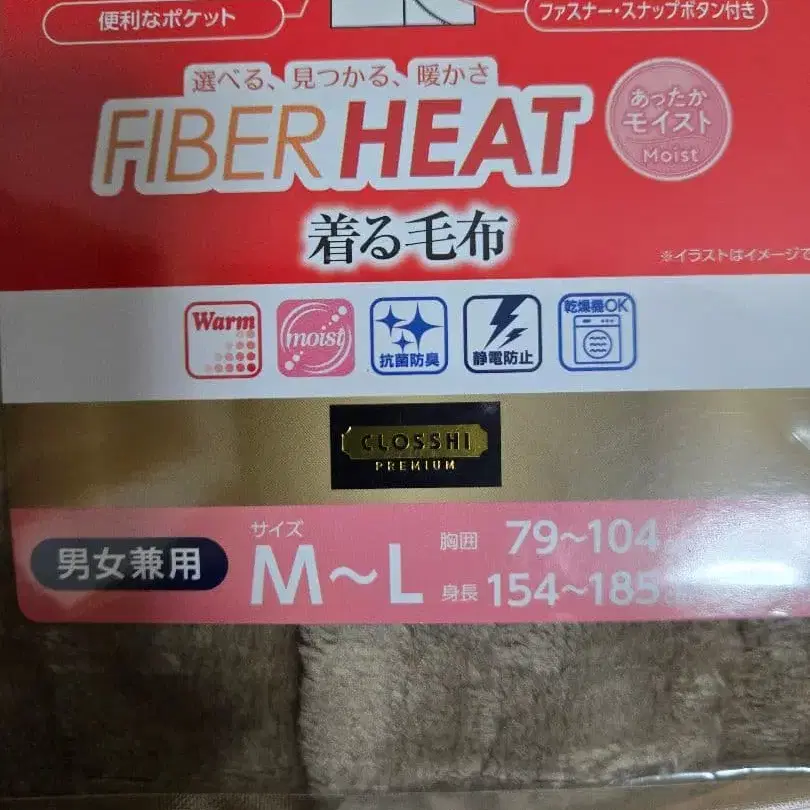 便利なポケット
ファスナー・スナップボタン付き
選べる、見つかる、暖かさ
FIBER HEAT
あったか
モイスト
Moist
着る毛布
※イラストはイメージで
Warm
moist
抗菌防臭
静電防止
乾燥機OK
CLOSSHI
PREMIUM
男女兼用
サイズ
M～L
胸囲 79～104
身長 154～185